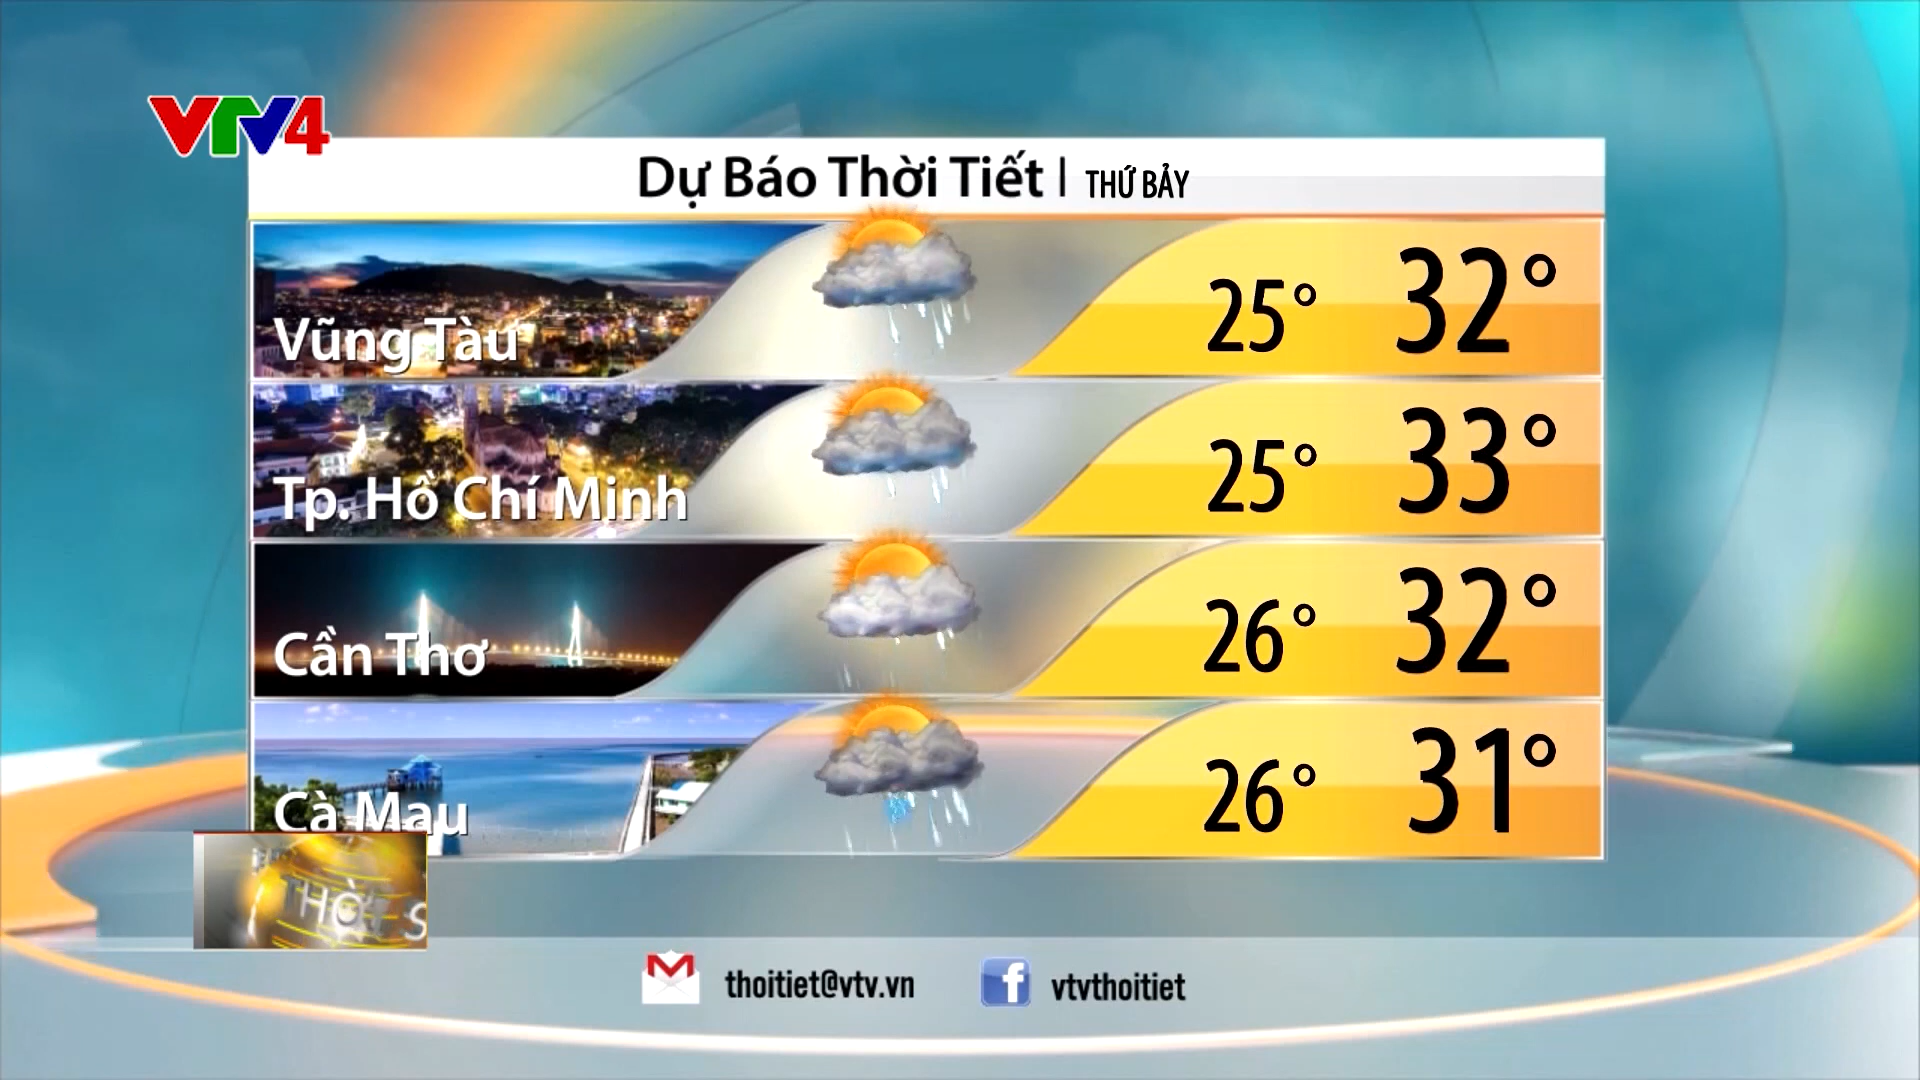 VTV4
Dự Báo Thời Tiết | THỨ BẢY
Vũng Tàu 25° 32°
Tp. Hồ Chí Minh 25° 33°
Cần Thơ 26° 32°
Cà Mau 26° 31°
THỜI S
thoitiet@vtv.vn vtvthoitiet